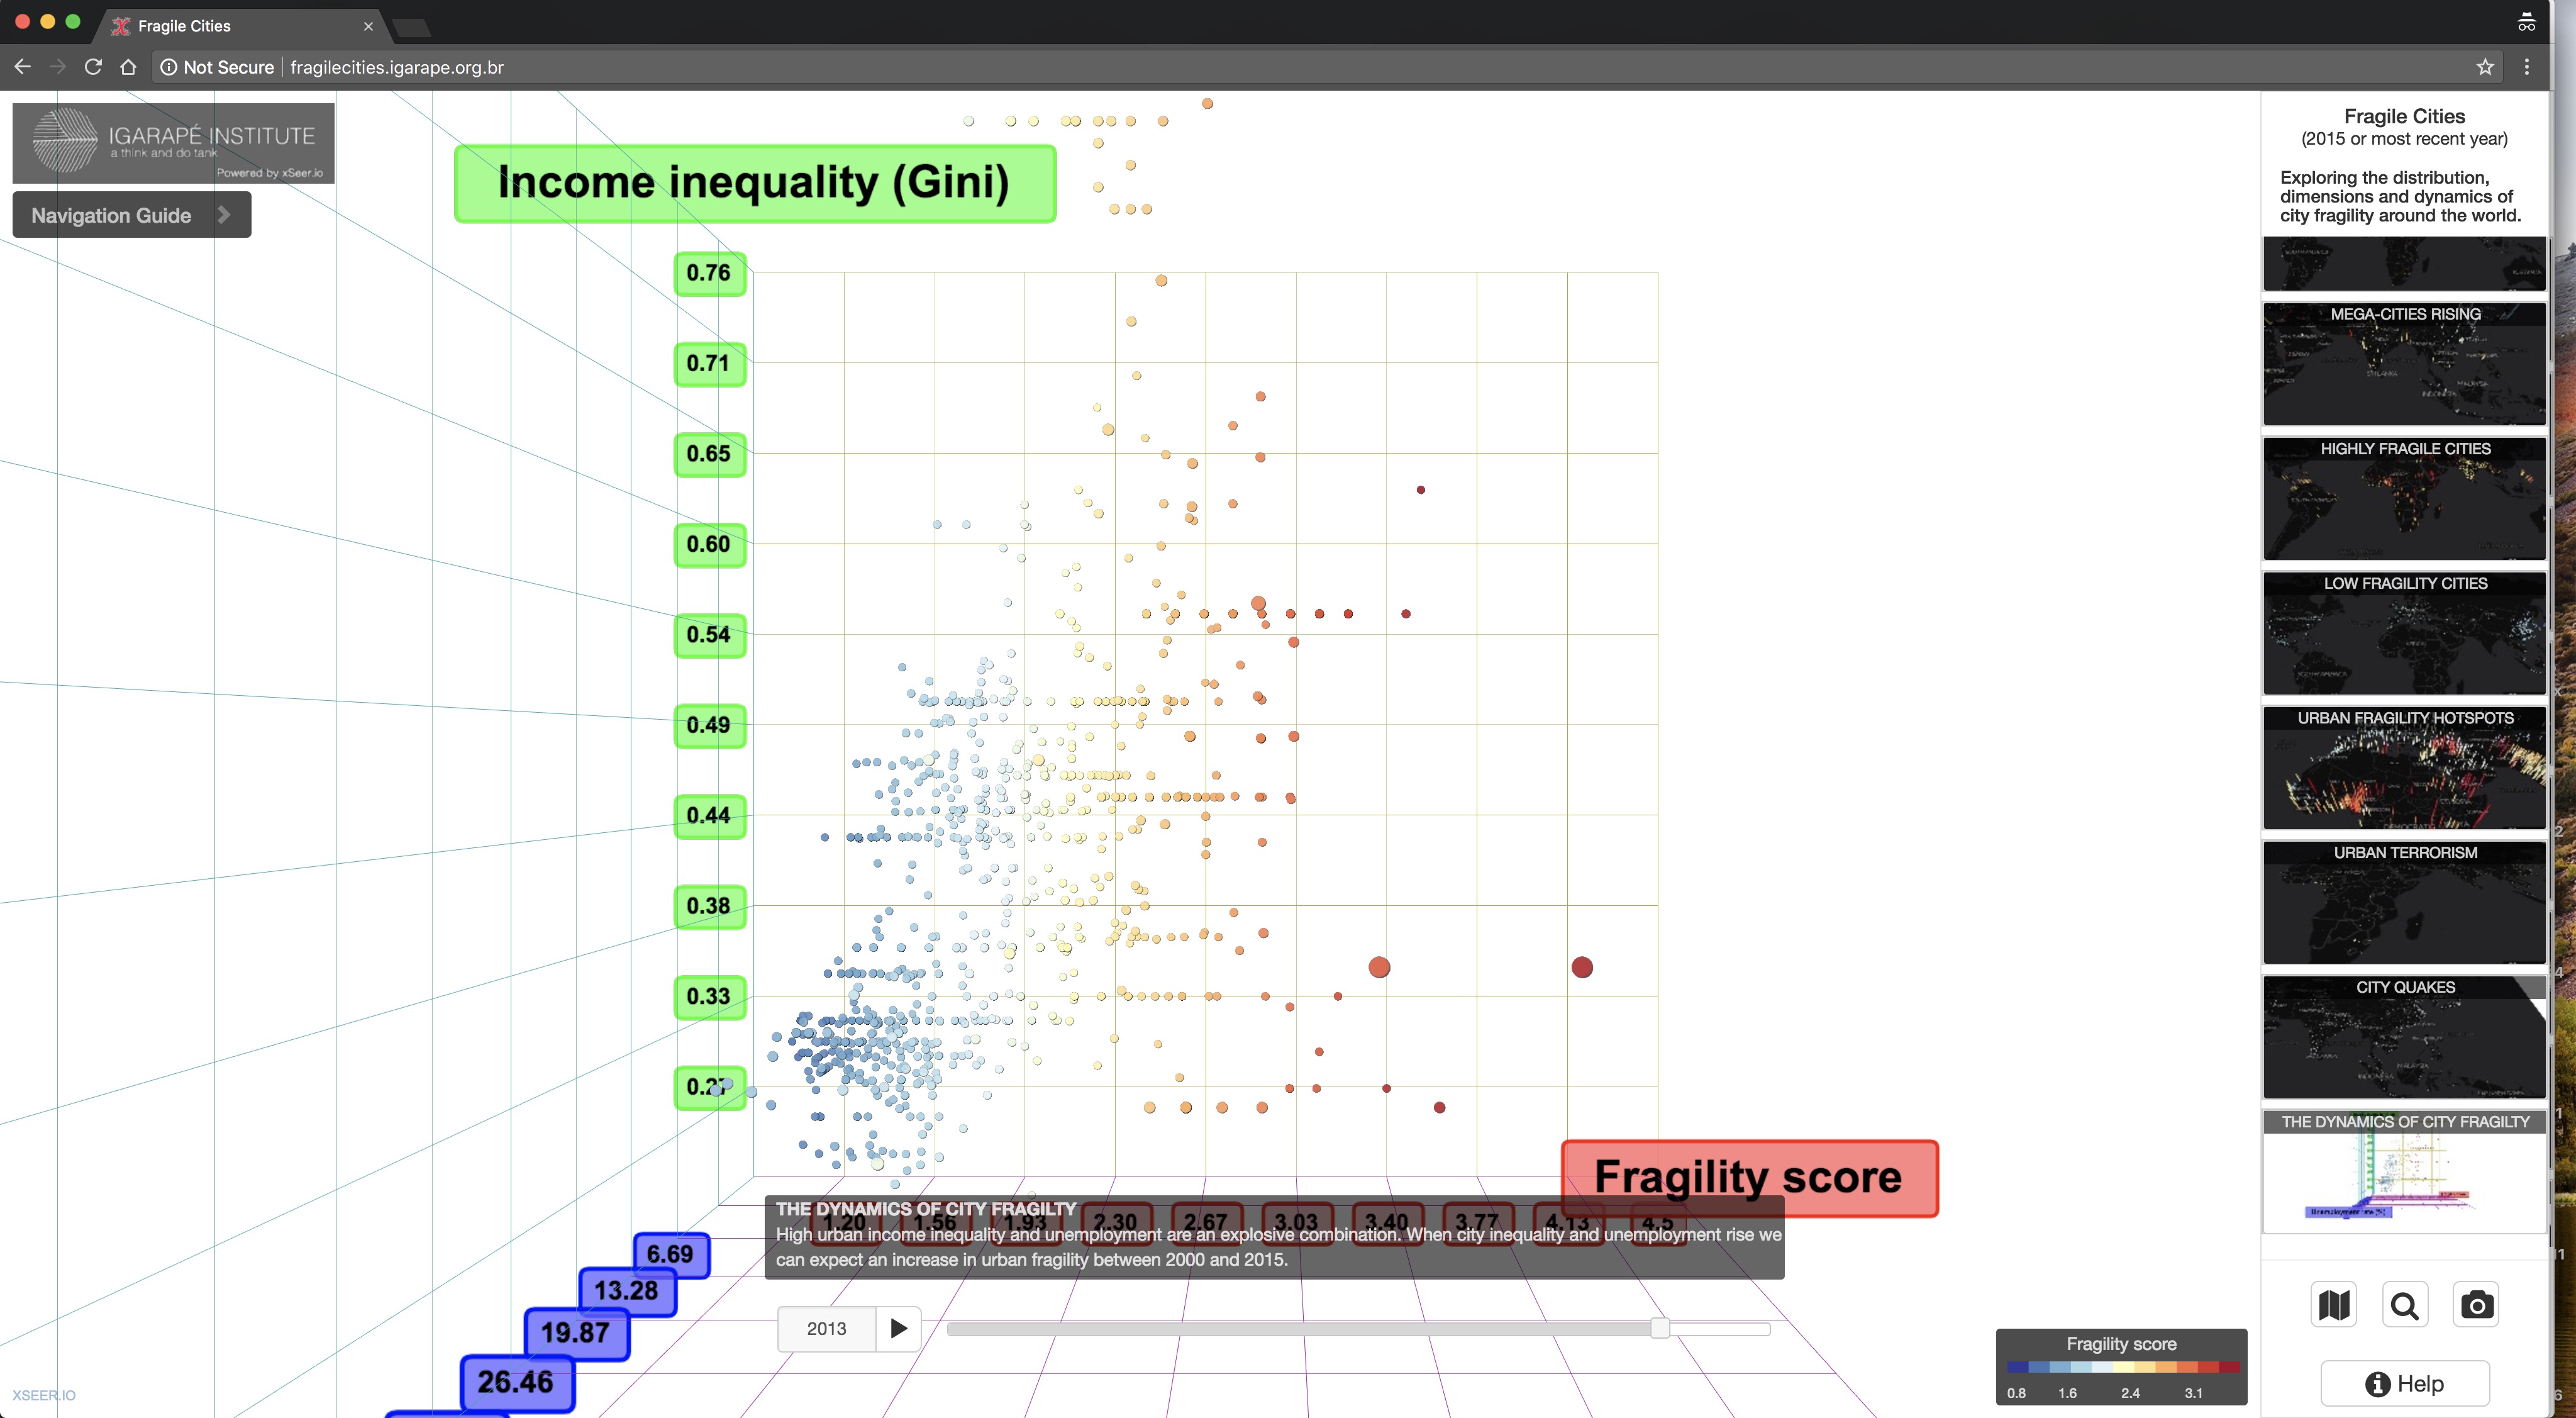 Fragile Cities
Not Secure
fragilecities.igarape.org.br
IGARAPÉ INSTITUTE
a think and do tank
Powered by xSeer.io
Navigation Guide
Income inequality (Gini)
0.76
0.71
0.65
0.60
0.54
0.49
0.44
0.38
0.33
0.27
Fragility score
1.20 1.56 1.93 2.30 2.67 3.03 3.40 3.77 4.13 4.5
THE DYNAMICS OF CITY FRAGILTY
High urban income inequality and unemployment are an explosive combination. When city inequality and unemployment rise we
can expect an increase in urban fragility between 2000 and 2015.
6.69
13.28
19.87
26.46
2013
XSEER.IO
Fragility score
0.8 1.6 2.4 3.1
Fragile Cities
(2015 or most recent year)
Exploring the distribution,
dimensions and dynamics of
city fragility around the world.
MEGA-CITIES RISING
HIGHLY FRAGILE CITIES
LOW FRAGILITY CITIES
URBAN FRAGILITY HOTSPOTS
URBAN TERRORISM
CITY QUAKES
THE DYNAMICS OF CITY FRAGILTY
Help